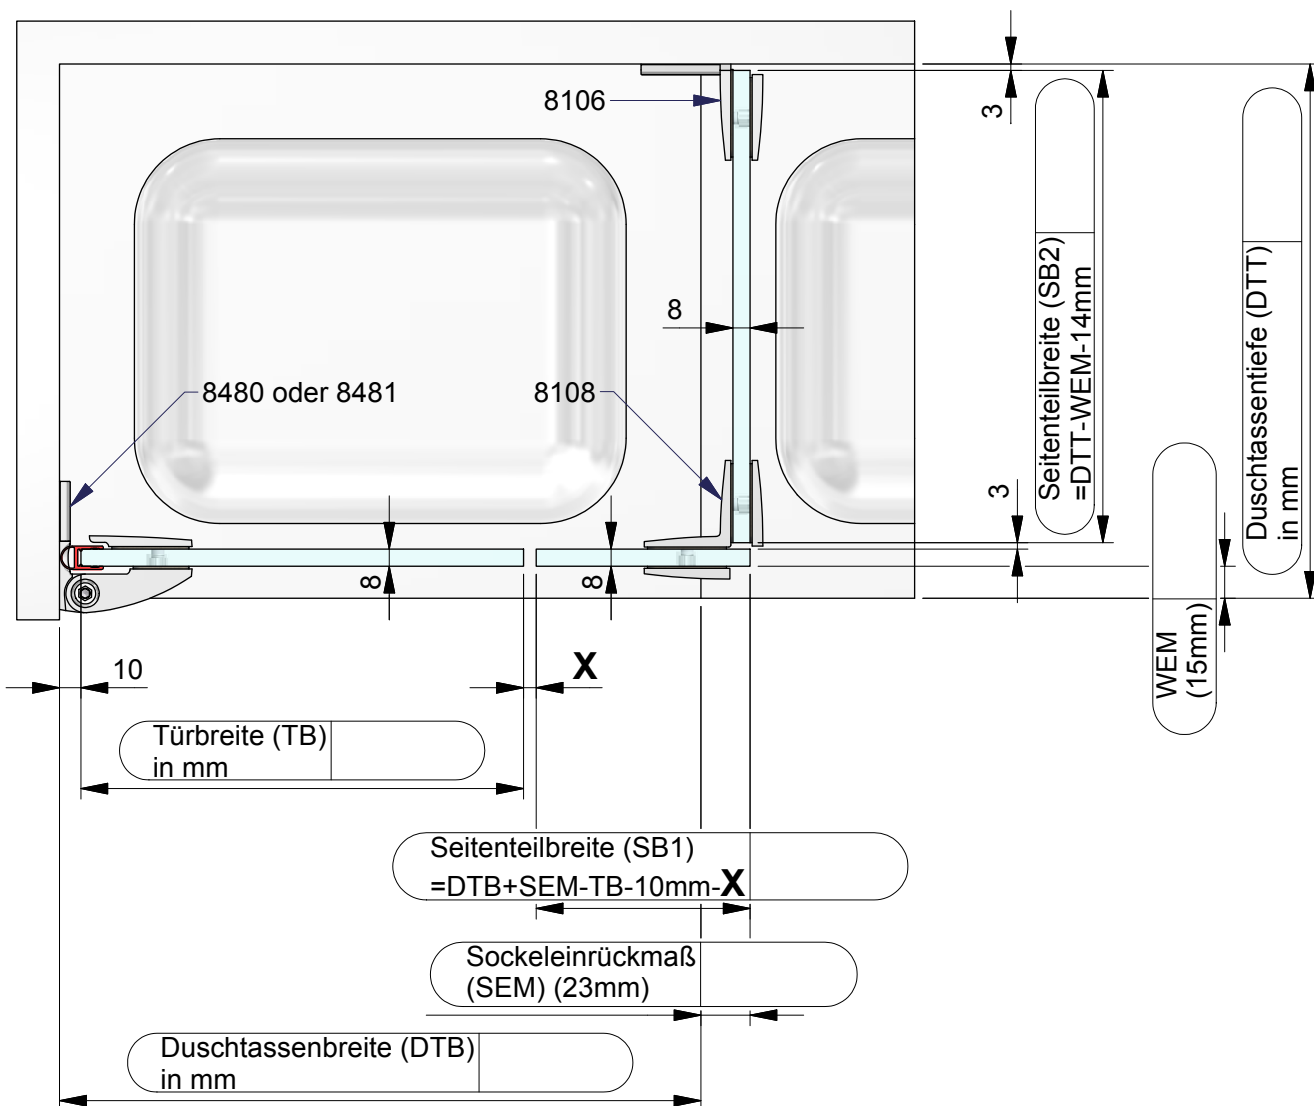 8106
3
8
8480 oder 8481
8108
3
8
8
Seitenteilbreite (SB2)
=DTT-WEM-14mm
Duschtassentiefe (DTT)
in mm
WEM
(15mm)
10
X
Türbreite (TB)
in mm
Seitenteilbreite (SB1)
=DTB+SEM-TB-10mm-X
Sockeleinrückmaß
(SEM) (23mm)
Duschtassenbreite (DTB)
in mm